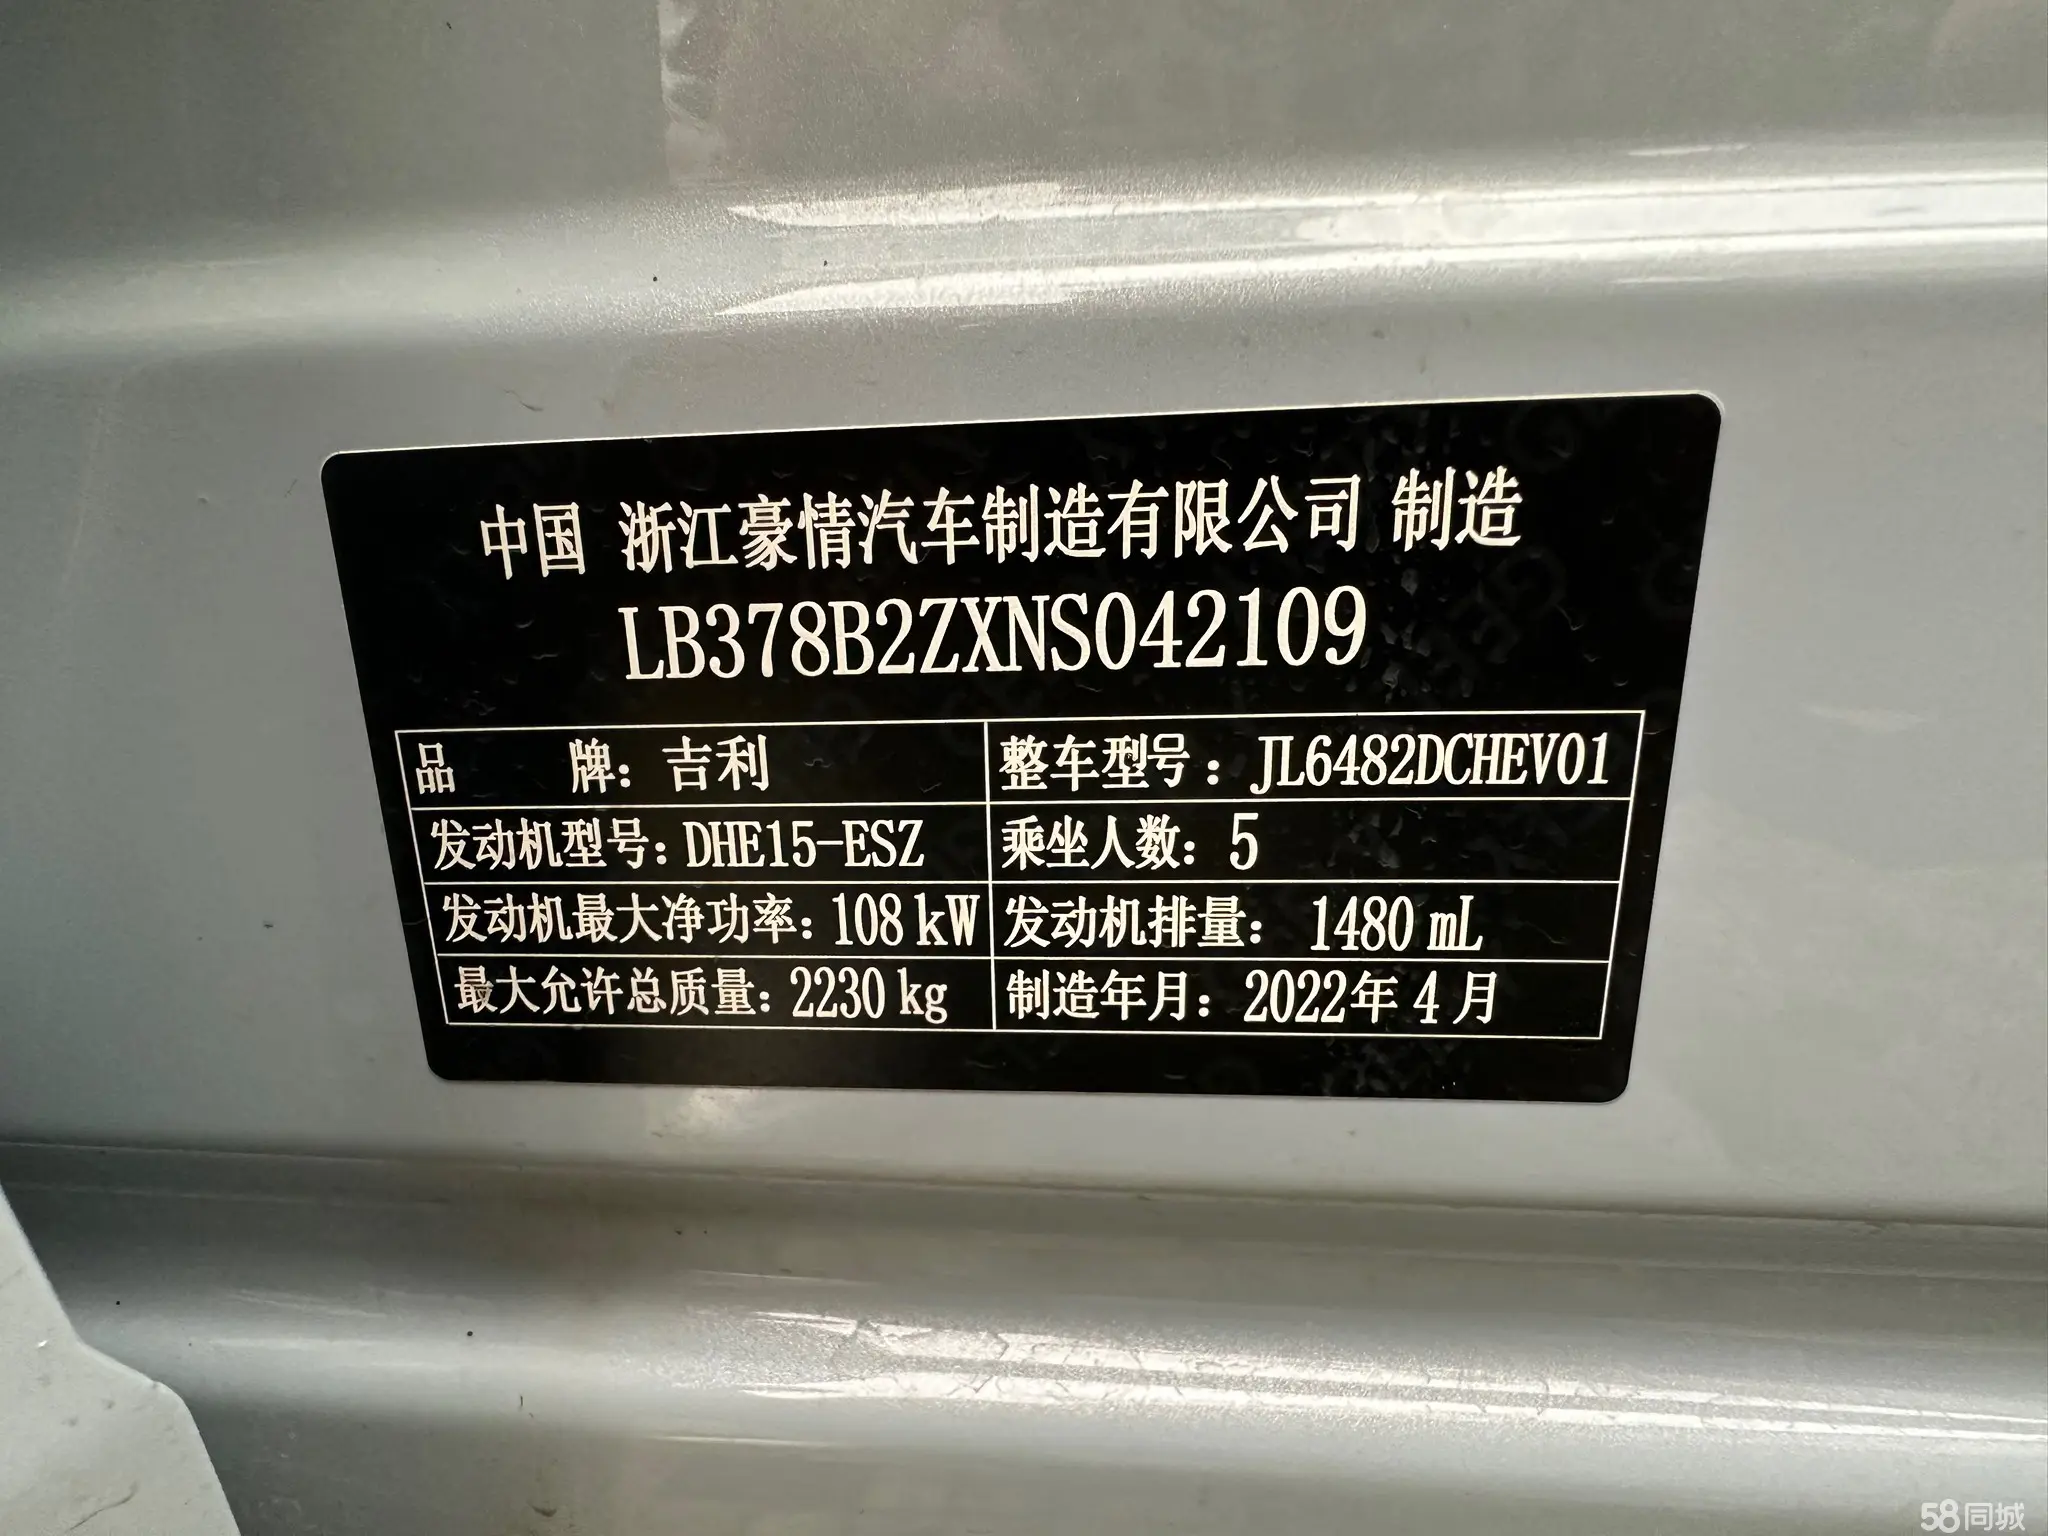 中国 浙江豪情汽车制造有限公司 制造
LB378B2ZXNS042109
品 牌：吉利 整车型号：JL6482DCHEV01
发动机型号：DHE15-ESZ 乘坐人数：5
发动机最大净功率：108 kW 发动机排量：1480 mL
最大允许总质量：2230 kg 制造年月：2022年4月
58同城